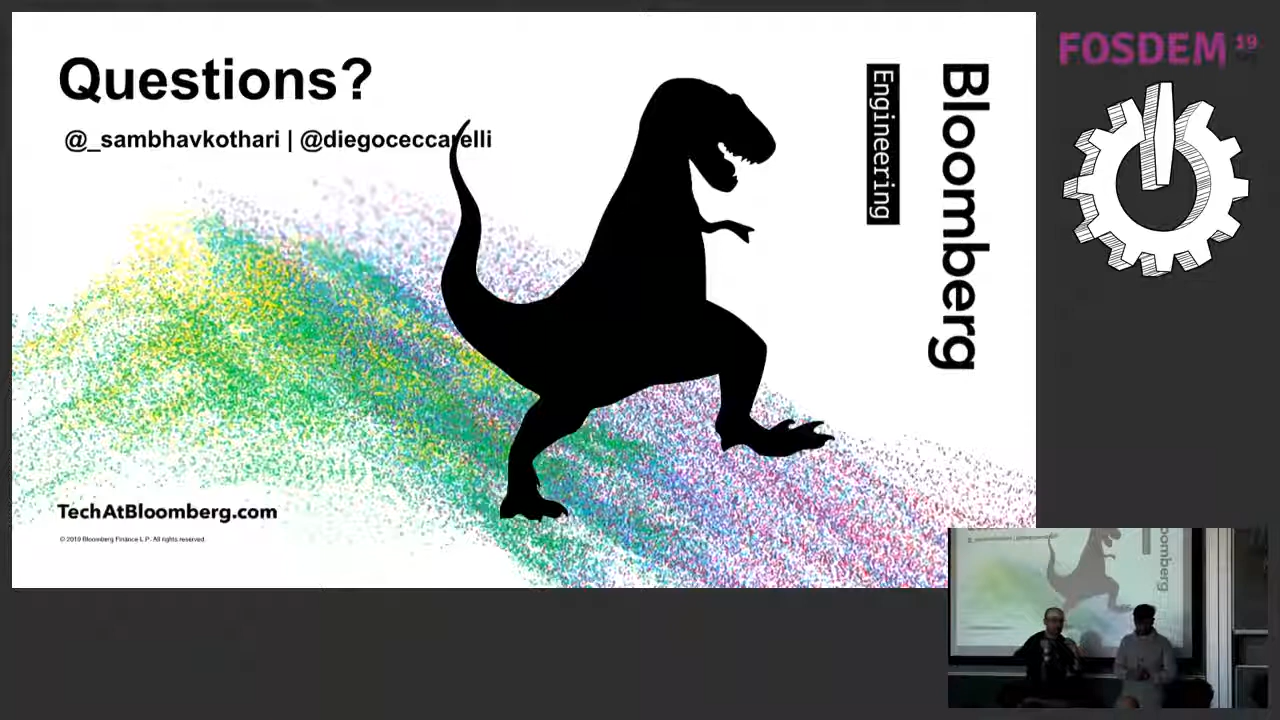 Questions?
@_sambhavkothari | @diegoceccarelli
Engineering
Bloomberg
TechAtBloomberg.com
© 2019 Bloomberg Finance L.P. All rights reserved.
FOSDEM 19